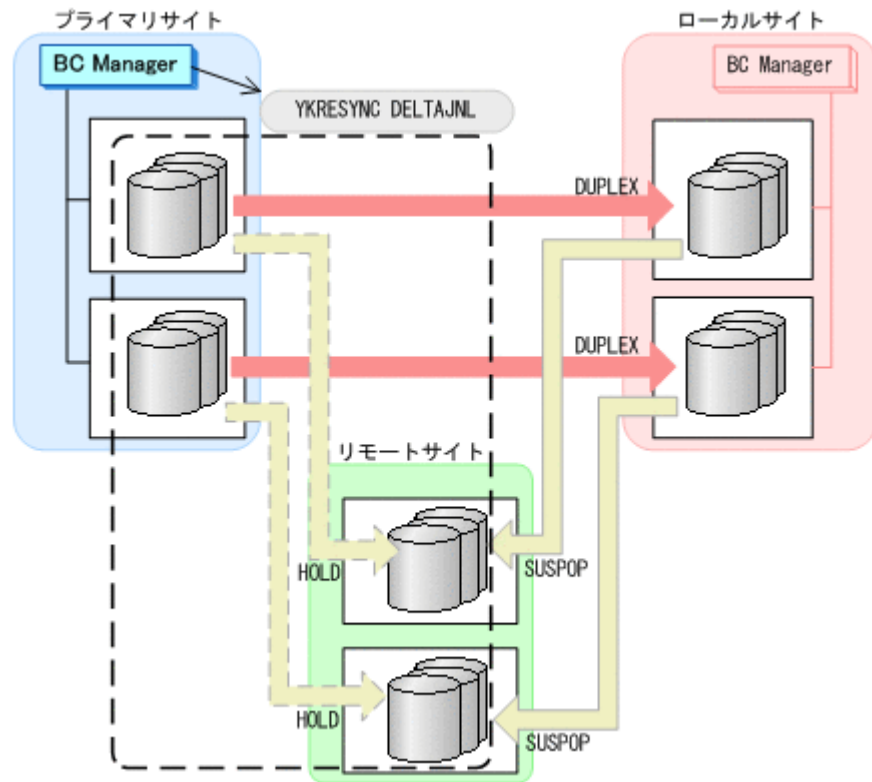 プライマリサイト
ローカルサイト
BC Manager
BC Manager
YKRESYNC DELTAJNL
DUPLEX
DUPLEX
リモートサイト
HOLD
SUSPOP
HOLD
SUSPOP